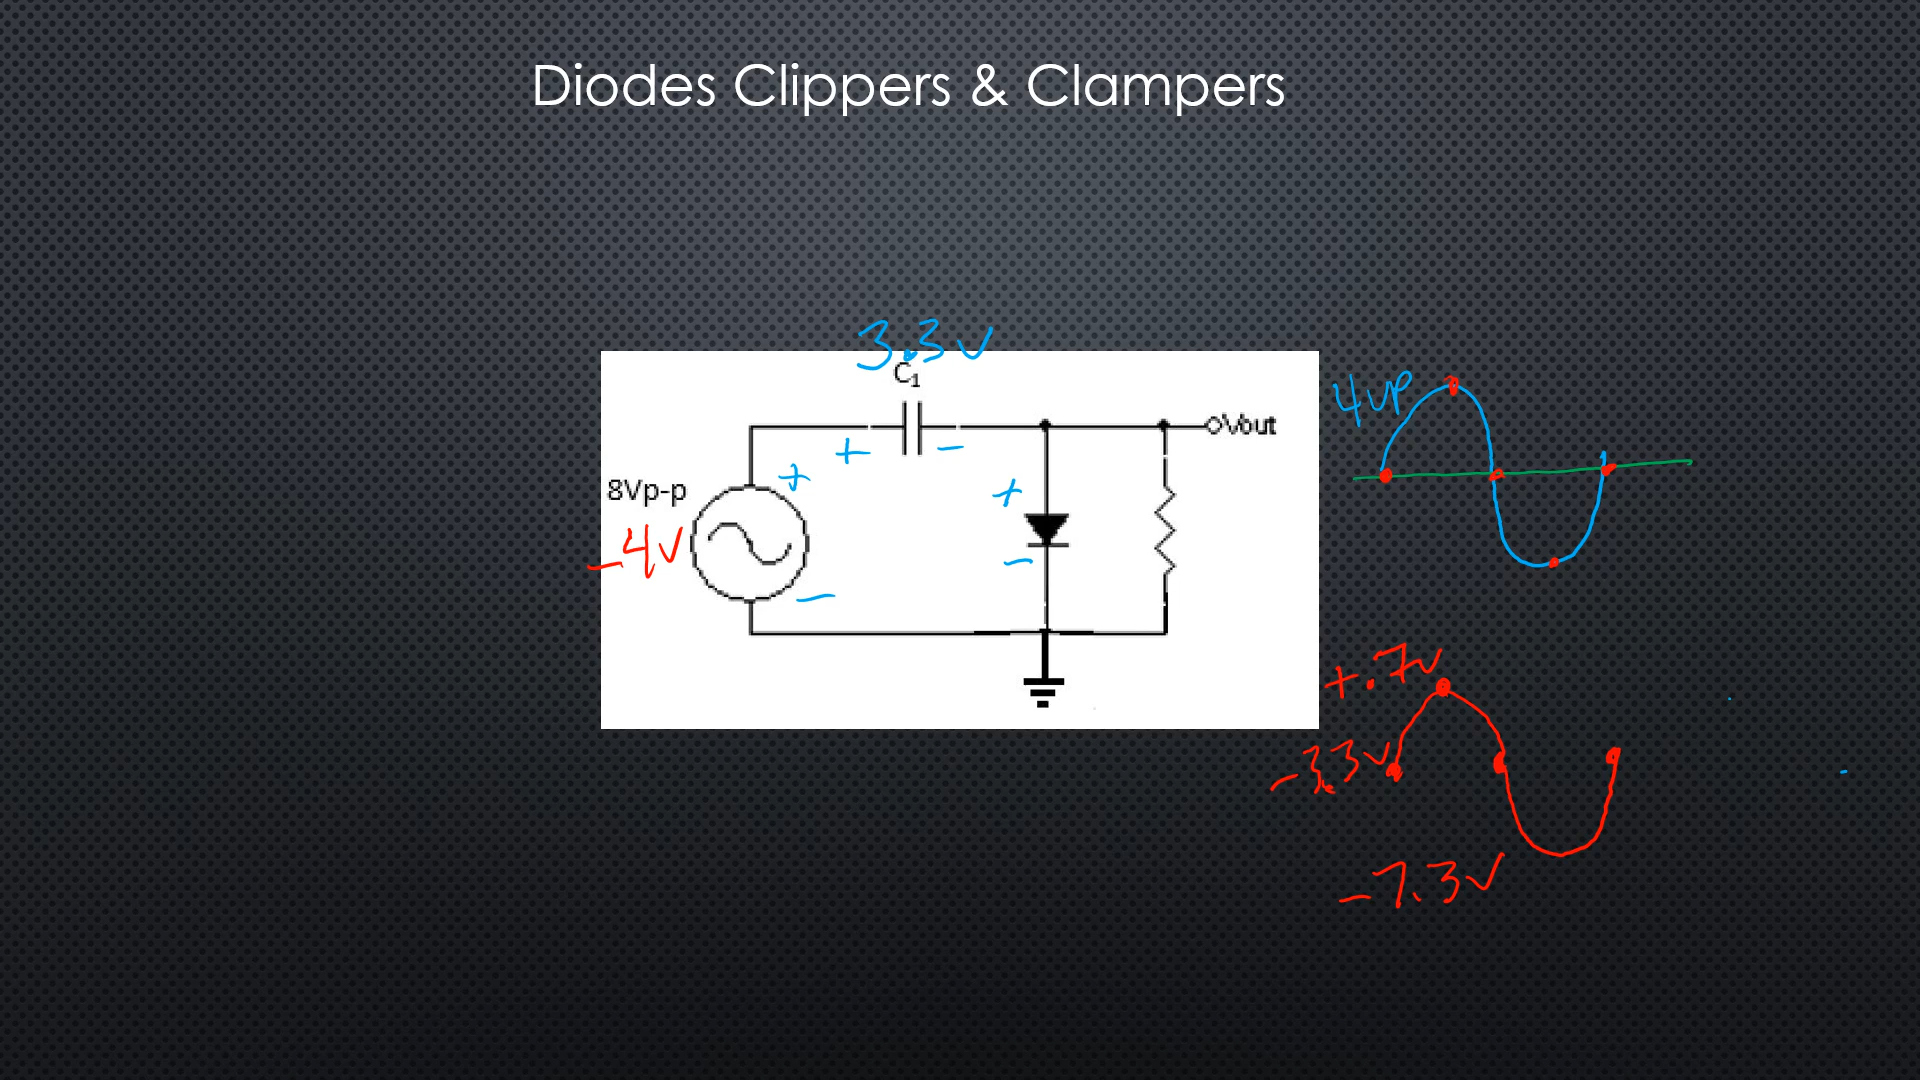 Diodes Clippers & Clampers
3.3v
C1
+ -
Vout
8Vp-p
+
-
-4v
+
-
4vp
+.7v
-3.3v
-7.3v